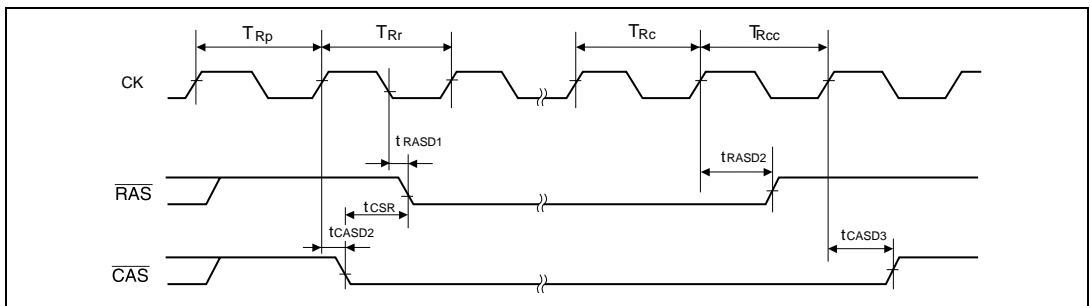 TRp TRr TRc TRcc
CK
tRASD1
tRASD2
RAS
tCSR
tCASD2
tCASD3
CAS